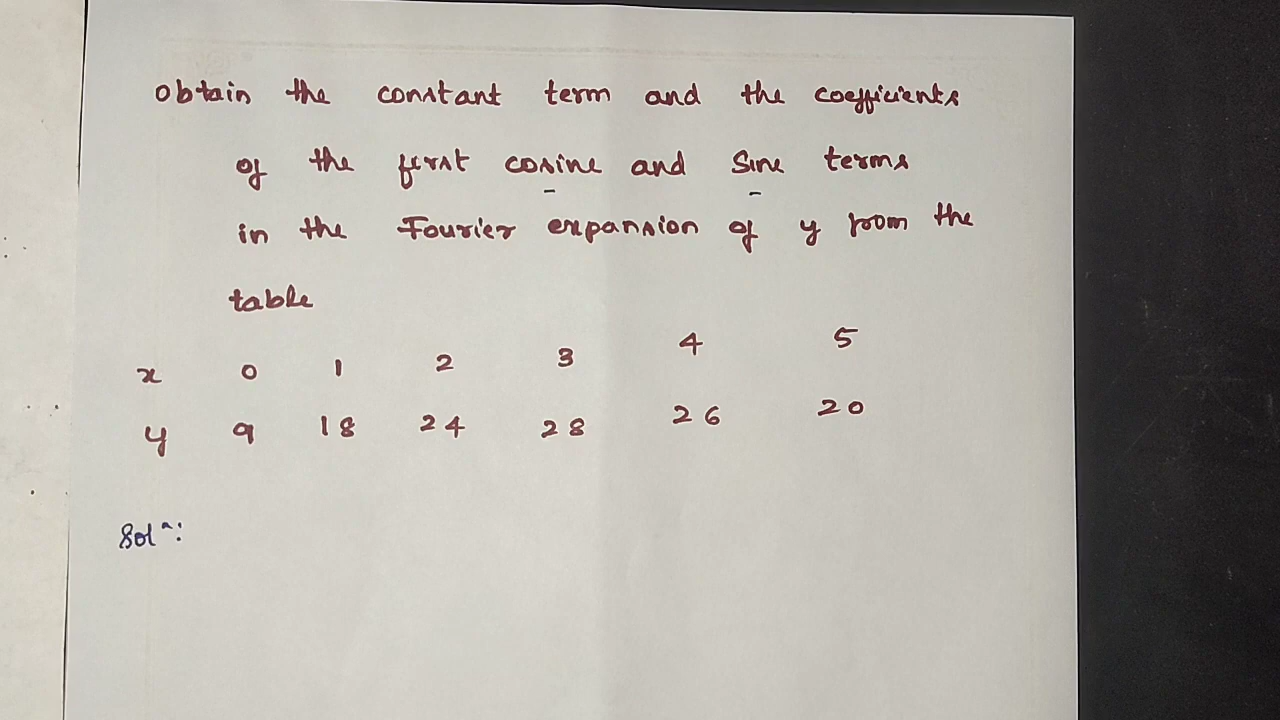 obtain the constant term and the coefficients
of the first cosine and Sine terms
in the Fourier expansion of y from the
table
x 0 1 2 3 4 5
y 9 18 24 28 26 20
Solⁿ: